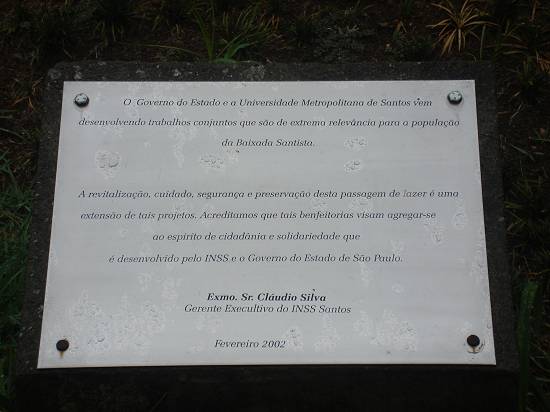 O Governo do Estado e a Universidade Metropolitana de Santos vem
desenvolvendo trabalhos conjuntos que são de extrema relevância para a população
da Baixada Santista.
A revitalização, cuidado, segurança e preservação desta passagem de lazer é uma
extensão de tais projetos. Acreditamos que tais benfeitorias visam agregar-se
ao espírito de cidadânia e solidariedade que
é desenvolvido pelo INSS e o Governo do Estado de São Paulo.
Exmo. Sr. Cláudio Silva
Gerente Execultivo do INSS Santos
Fevereiro 2002